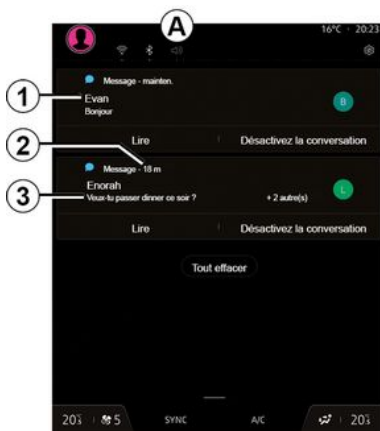 A
16°C · 20:23
1
Message - mainten.
Evan
Bonjour
B
Lire
Désactivez la conversation
2
Message - 18 m
3
Enorah
Veux-tu passer dinner ce soir ?
+ 2 autre(s)
L
Lire
Désactivez la conversation
Tout effacer
20:5
5
SYNC
A/C
20:5